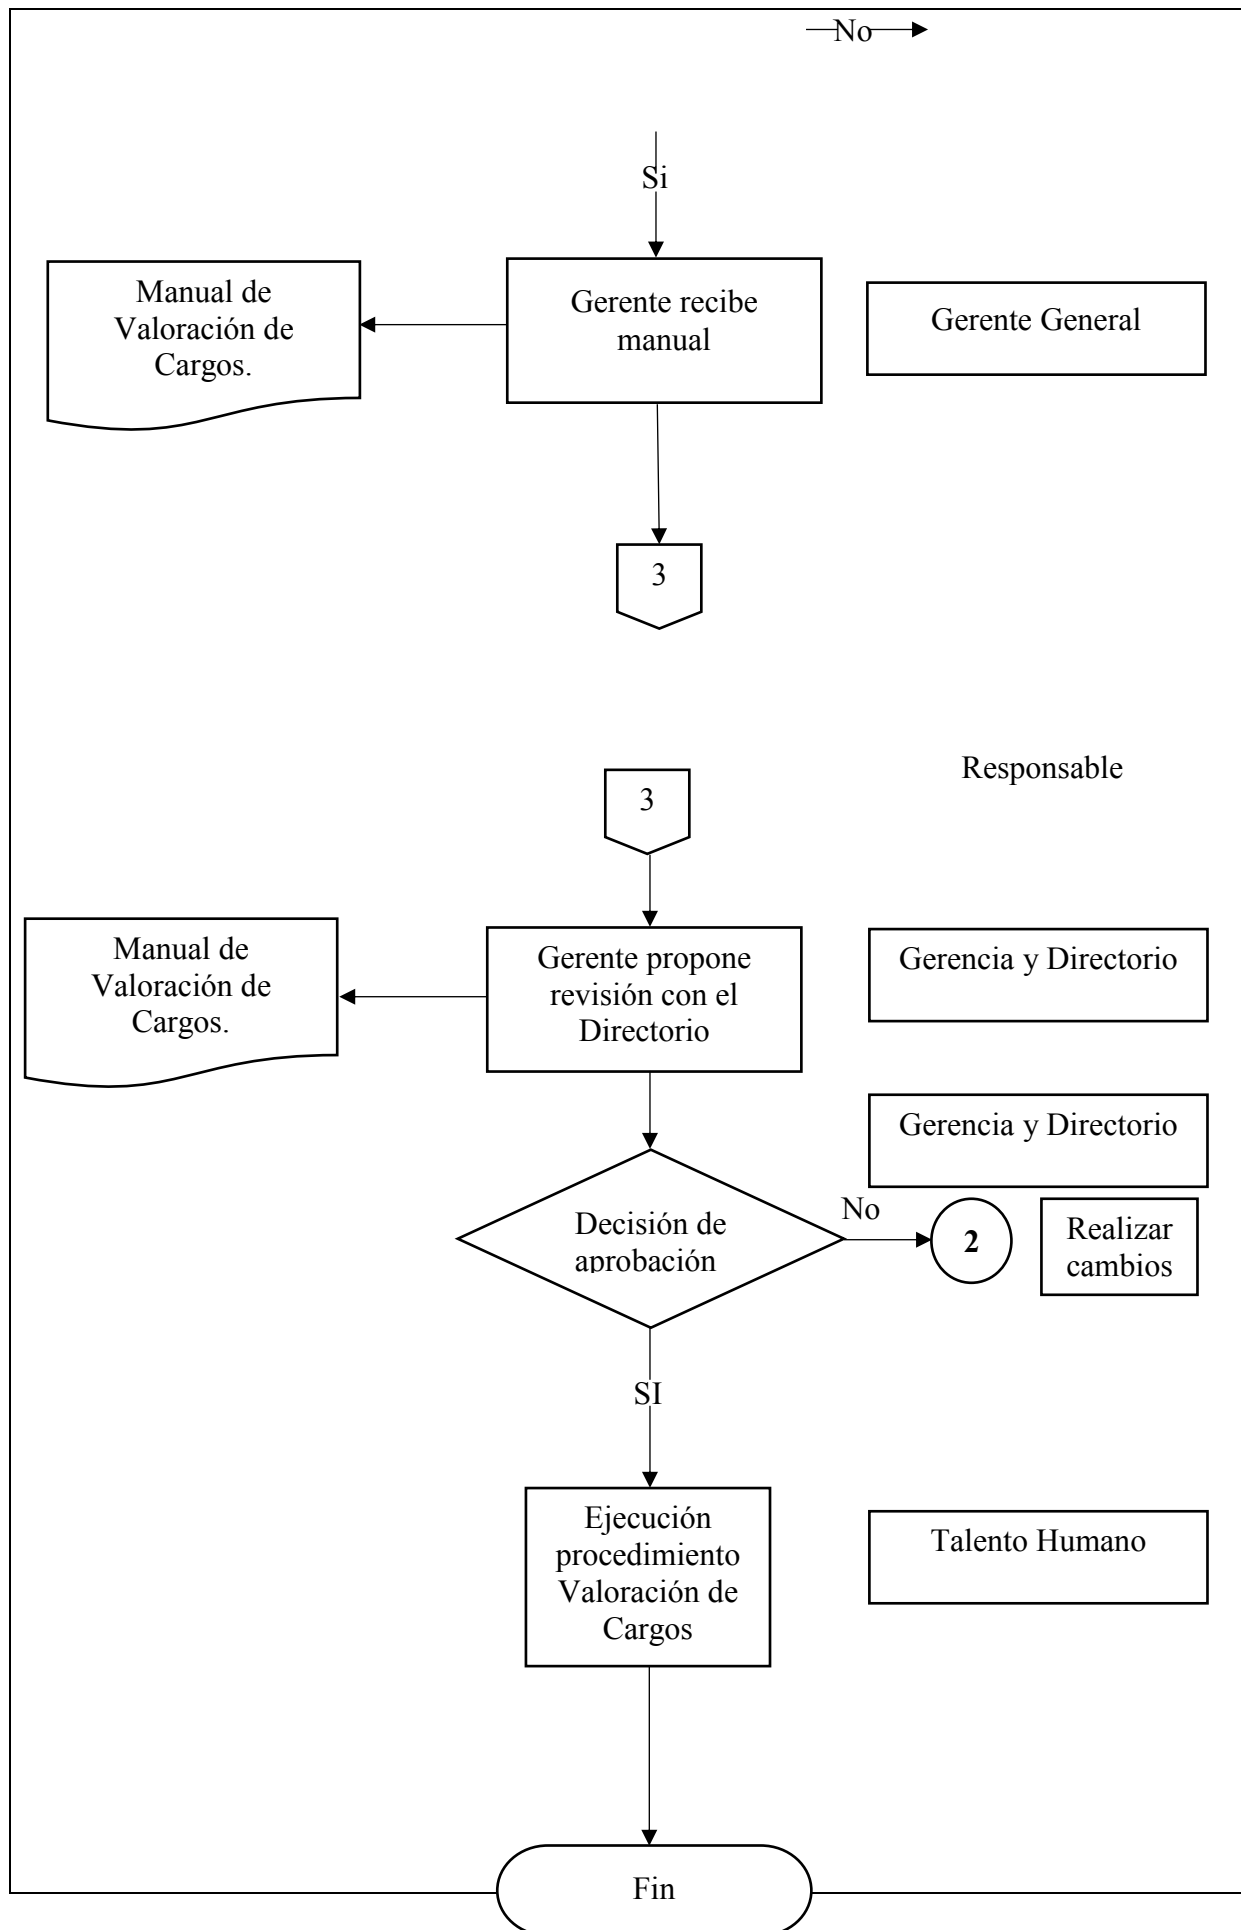 No
Si
Manual de
Valoración de
Cargos.
Gerente recibe
manual
Gerente General
3
Responsable
3
Manual de
Valoración de
Cargos.
Gerente propone
revisión con el
Directorio
Gerencia y Directorio
Gerencia y Directorio
Decisión de
aprobación
No
2
Realizar
cambios
SI
Ejecución
procedimiento
Valoración de
Cargos
Talento Humano
Fin